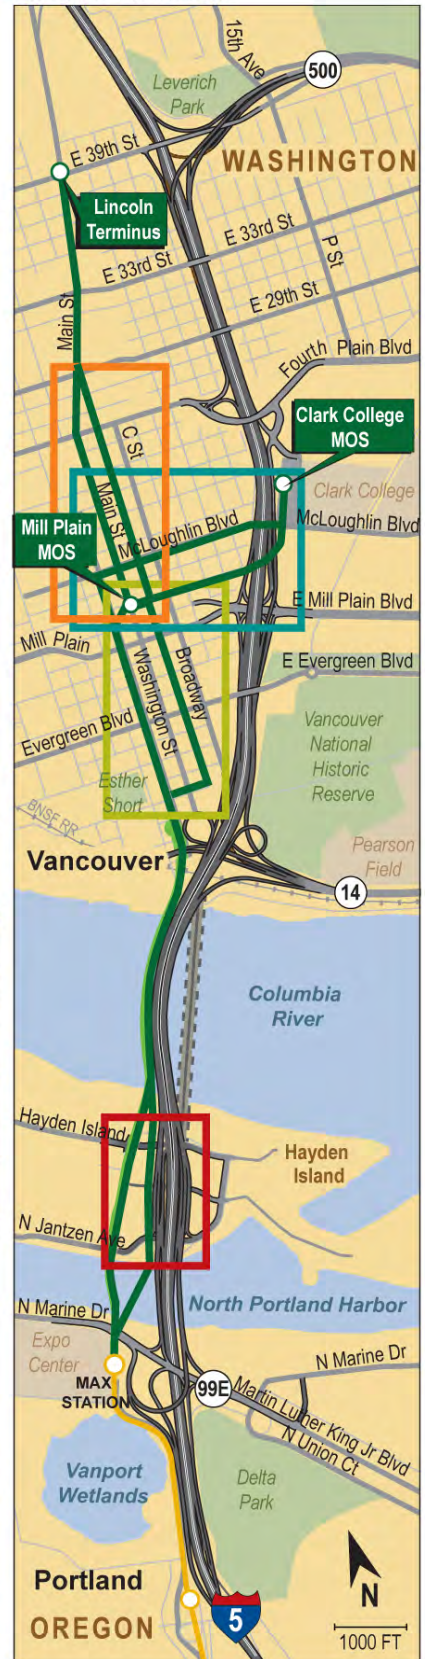 15th Ave
500
Leverich
Park
E 39th St
WASHINGTON
Lincoln
Terminus
E 33rd St
P St
E 33rd St
E 29th St
Main St
Fourth Plain Blvd
Clark College
MOS
C St
Clark College
Main St
McLoughlin Blvd
McLoughlin Blvd
Mill Plain
MOS
E Mill Plain Blvd
Mill Plain
E Evergreen Blvd
Washington St
Broadway
Evergreen Blvd
Vancouver
National
Historic
Reserve
Esther
Short
BNSF RR
Vancouver
Pearson
Field
14
Columbia
River
Hayden Island
Hayden
Island
N Jantzen Ave
North Portland Harbor
N Marine Dr
Expo
Center
MAX
STATION
N Marine Dr
99E
Martin Luther King Jr Blvd
N Union Ct
Vanport
Wetlands
Delta
Park
Portland
OREGON
N
5
1000 FT